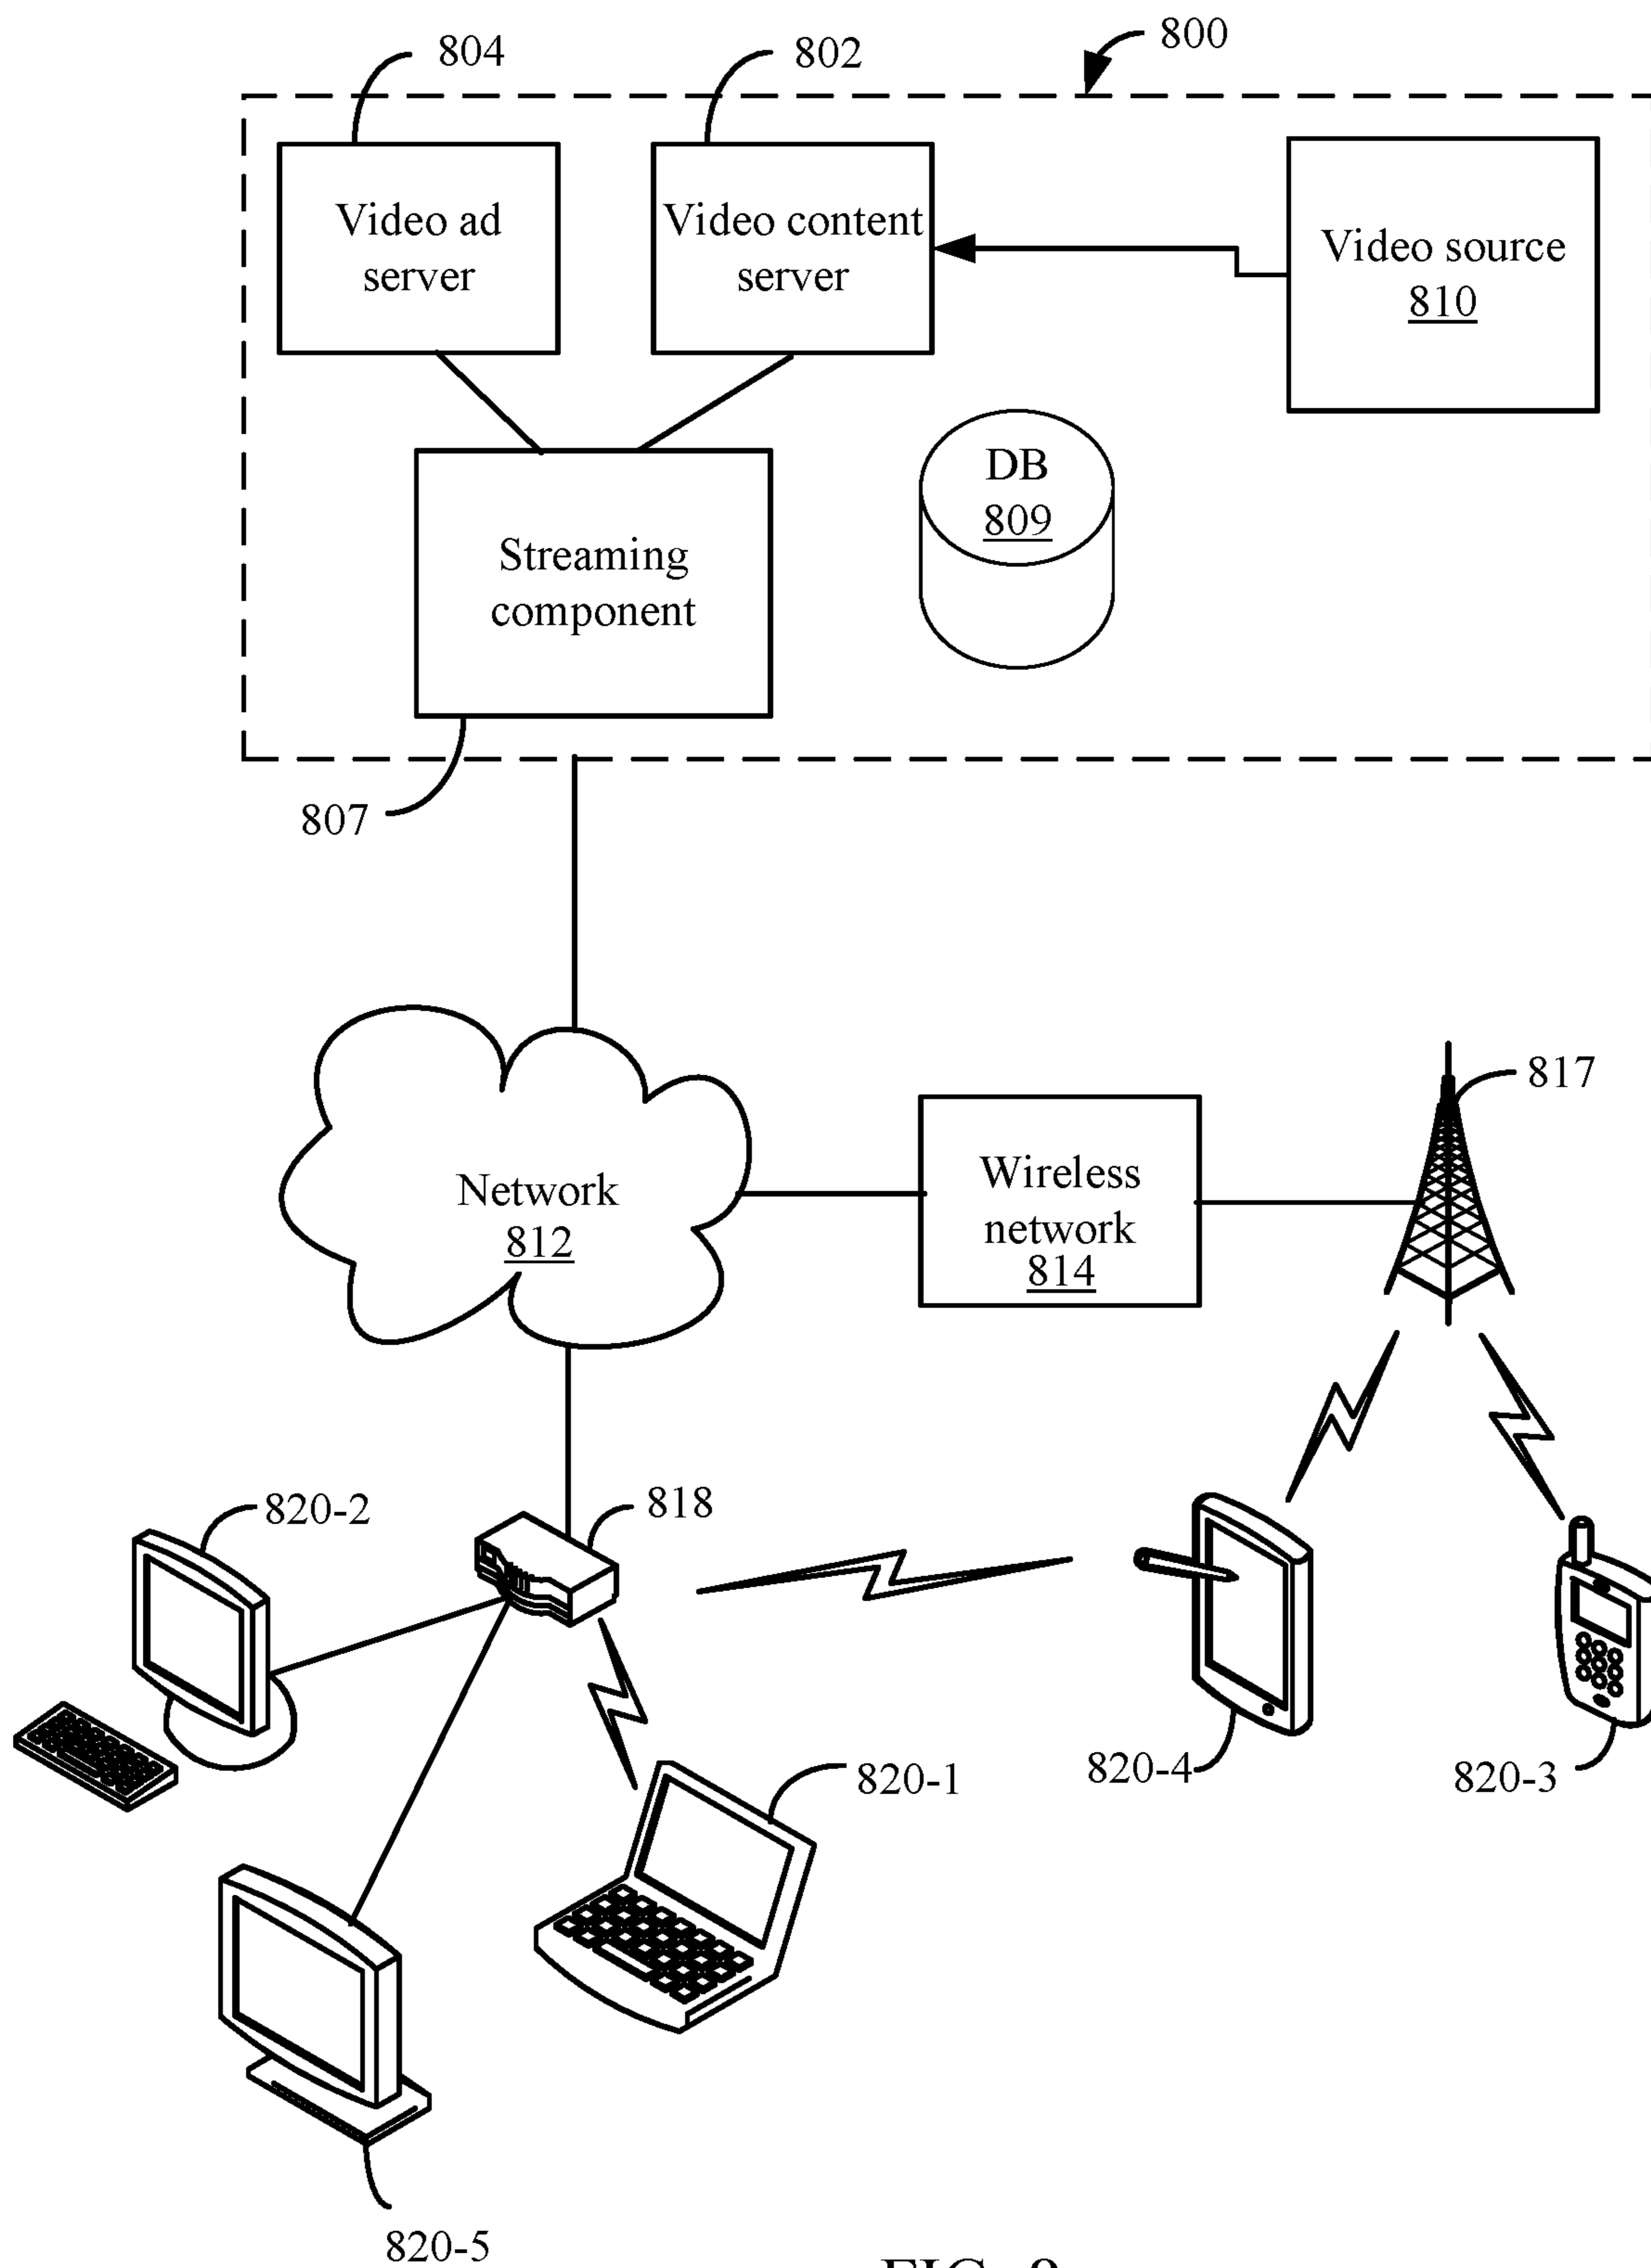 800
804
802
Video ad
server
Video content
server
Video source
810
DB
809
Streaming
component
807
817
Network
812
Wireless
network
814
820-2
818
820-4
820-3
820-1
820-5